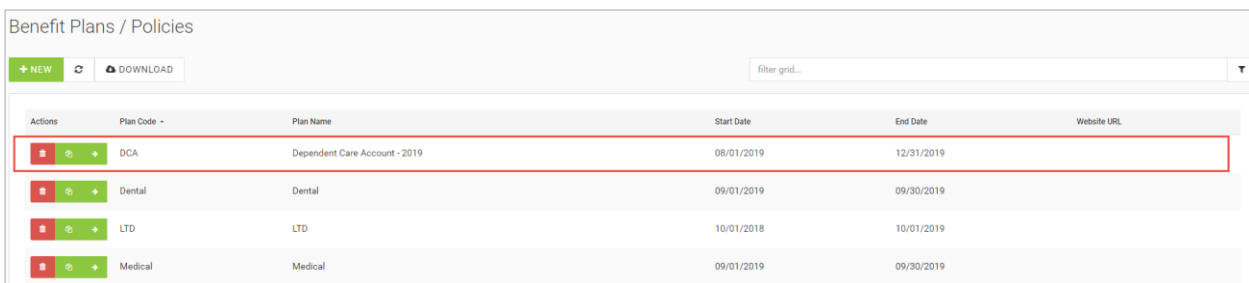 Benefit Plans / Policies
+ NEW DOWNLOAD filter grid...
Actions Plan Code Plan Name Start Date End Date Website URL
DCA Dependent Care Account - 2019 08/01/2019 12/31/2019
Dental Dental 09/01/2019 09/30/2019
LTD LTD 10/01/2018 10/01/2019
Medical Medical 09/01/2019 09/30/2019